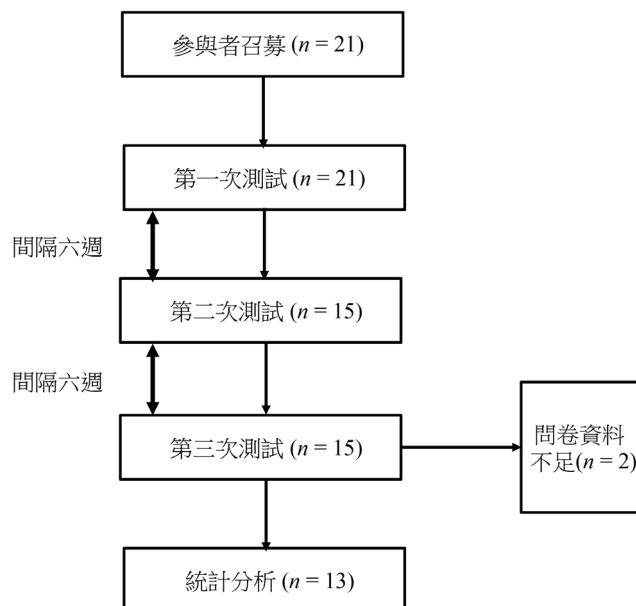 參與者召募 (n = 21)
第一次測試 (n = 21)
間隔六週
第二次測試 (n = 15)
間隔六週
第三次測試 (n = 15)
問卷資料
不足(n = 2)
統計分析 (n = 13)